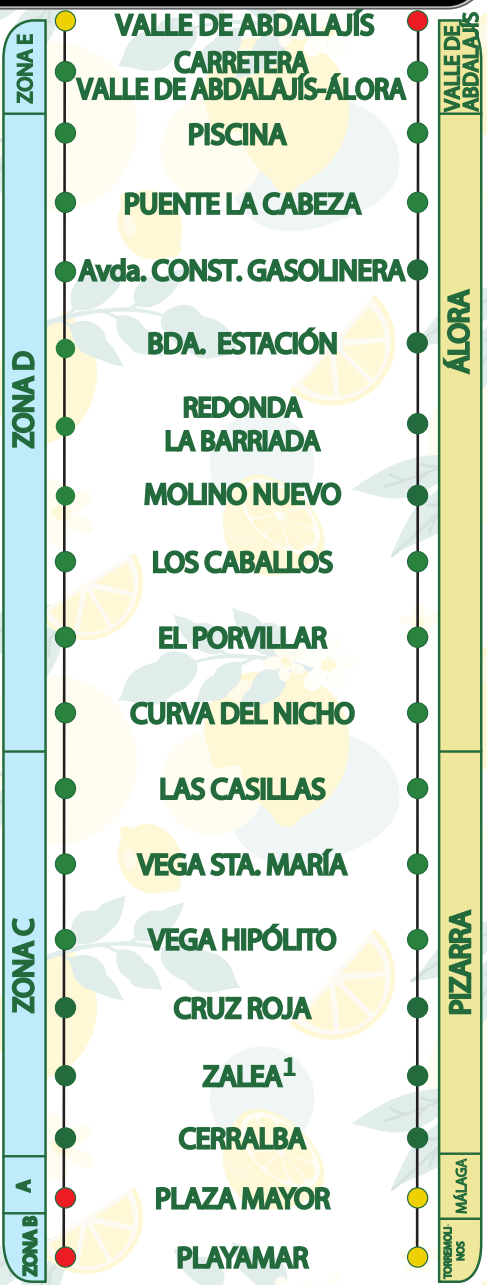 VALLE DE ABDALAJÍS
CARRETERA
VALLE DE ABDALAJÍS-ÁLORA
PISCINA
PUENTE LA CABEZA
Avda. CONST. GASOLINERA
BDA. ESTACIÓN
REDONDA
LA BARRIADA
MOLINO NUEVO
LOS CABALLOS
EL PORVILLAR
CURVA DEL NICHO
LAS CASILLAS
VEGA STA. MARÍA
VEGA HIPÓLITO
CRUZ ROJA
ZALEA¹
CERRALBA
PLAZA MAYOR
PLAYAMAR
ZONA E
ZONA D
ZONA C
A
ZONA B
VALLE DE
ABDALAJÍS
ÁLORA
PIZARRA
MÁLAGA
TORREMOLI-
NOS